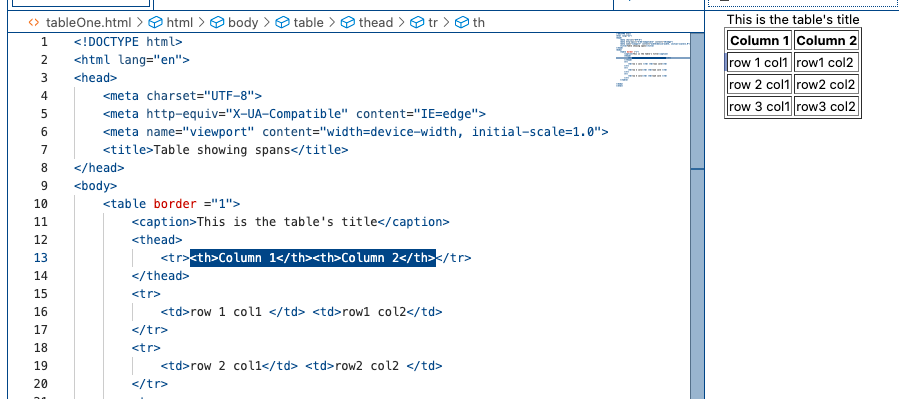 tableOne.html > html > body > table > thead > tr > th
1 <!DOCTYPE html>
2 <html lang="en">
3 <head>
4 <meta charset="UTF-8">
5 <meta http-equiv="X-UA-Compatible" content="IE=edge">
6 <meta name="viewport" content="width=device-width, initial-scale=1.0">
7 <title>Table showing spans</title>
8 </head>
9 <body>
10 <table border ="1">
11 <caption>This is the table's title</caption>
12 <thead>
13 <tr><th>Column 1</th><th>Column 2</th></tr>
14 </thead>
15 <tr>
16 <td>row 1 col1 </td> <td>row1 col2</td>
17 </tr>
18 <tr>
19 <td>row 2 col1</td> <td>row2 col2 </td>
20 </tr>
This is the table's title
Column 1 Column 2
row 1 col1 row1 col2
row 2 col1 row2 col2
row 3 col1 row3 col2